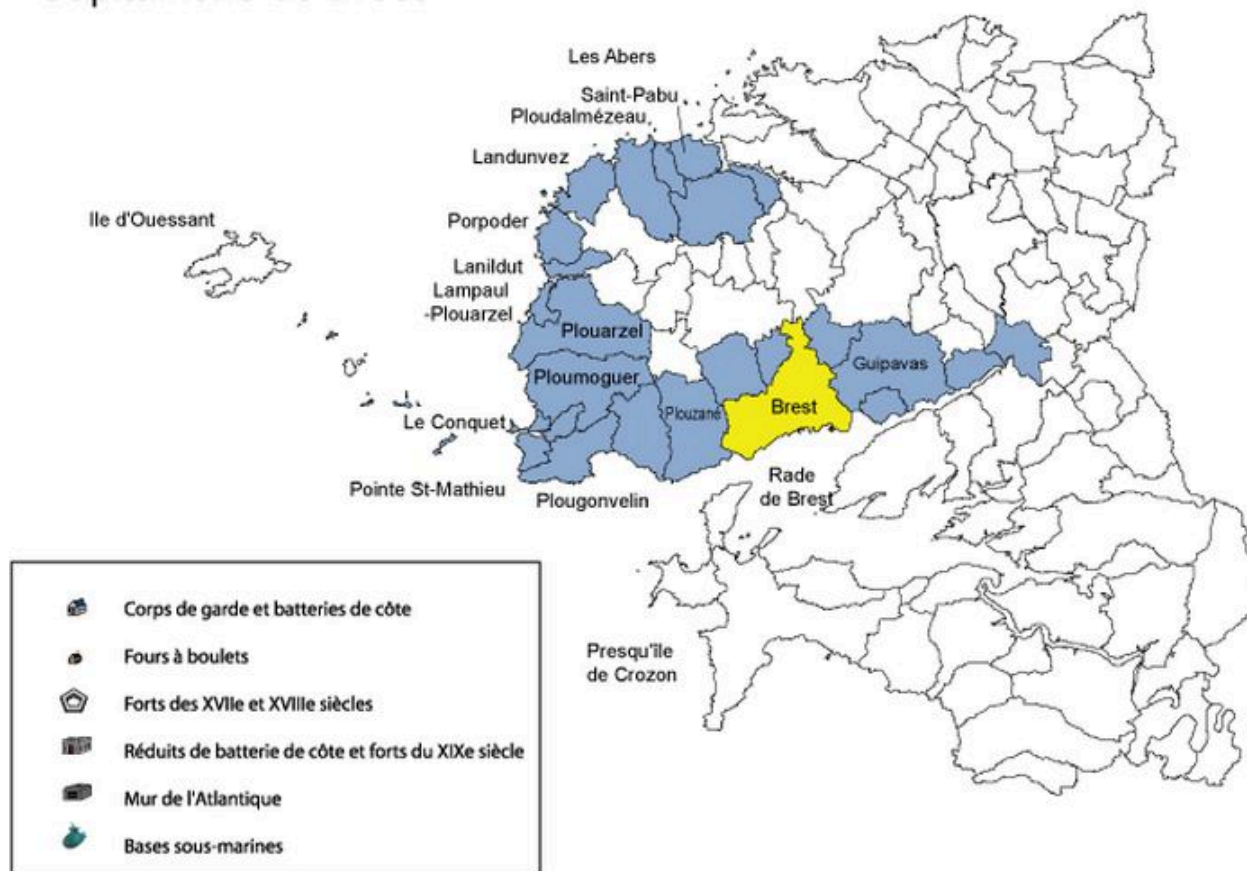 Les Abers
Saint-Pabu
Ploudalmézeau
Landunvez
Ile d'Ouessant
Porpoder
Lanildut
Lampaul
-Plouarzel
Plouarzel
Ploumoguer
Guipavas
Plouzané
Brest
Le Conquet
Pointe St-Mathieu
Plougonvelin
Rade
de Brest
Presqu'île
de Crozon
Corps de garde et batteries de côte
Fours à boulets
Forts des XVIIe et XVIIIe siècles
Réduits de batterie de côte et forts du XIXe siècle
Mur de l'Atlantique
Bases sous-marines